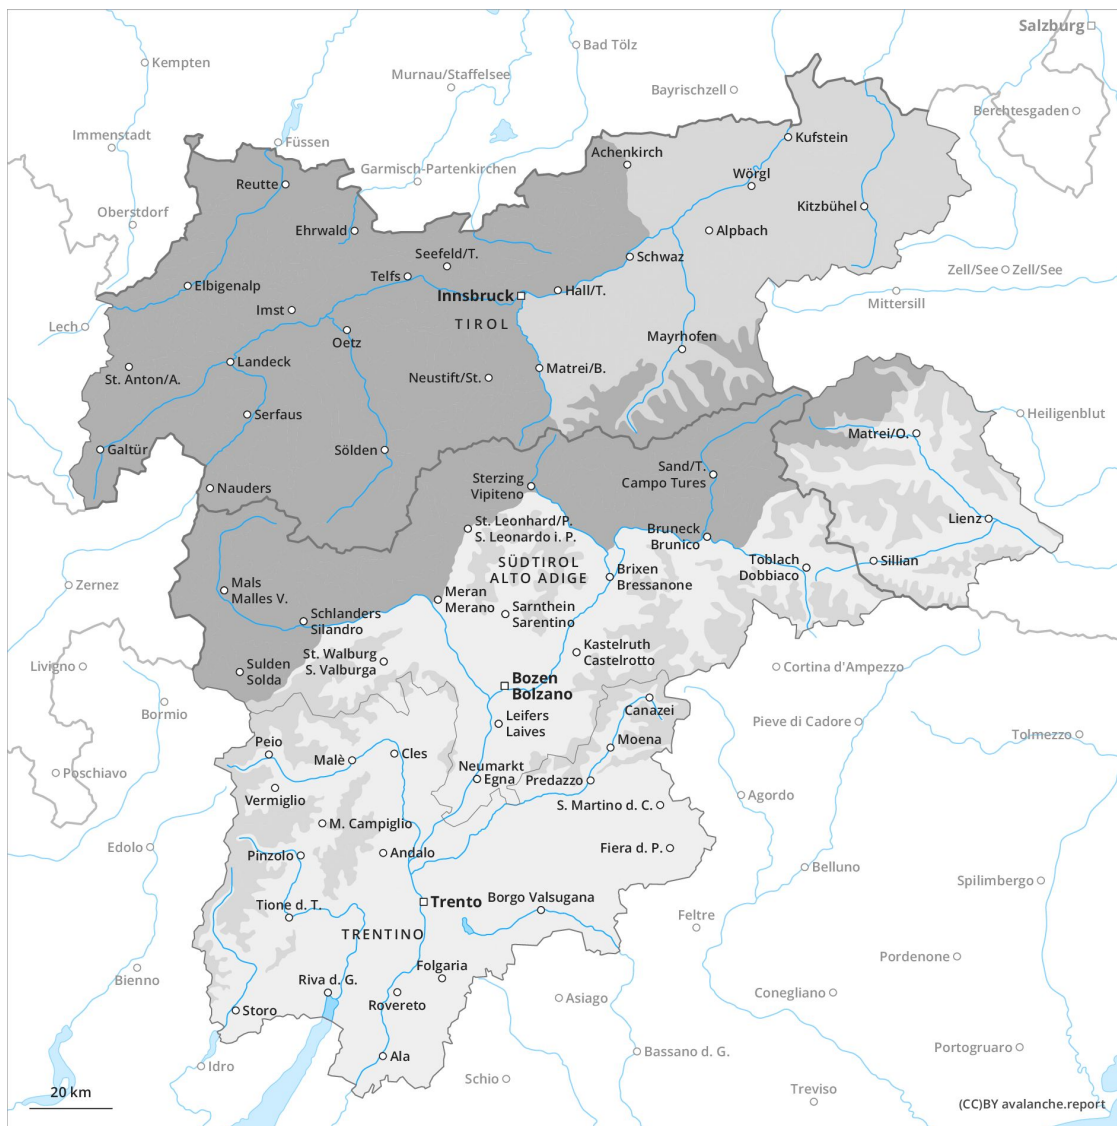 Salzburg
Bad Tölz
Kempten
Murnau/Staffelsee
Bayrischzell
Berchtesgaden
Immenstadt
Füssen
Kufstein
Achenkirch
Garmisch-Partenkirchen
Wörgl
Reutte
Kitzbühel
Oberstdorf
Ehrwald
Alpbach
Seefeld/T.
Schwaz
Telfs
Zell/See
Zell/See
Elbigenalp
Innsbruck
Hall/T.
Mittersill
Imst
TIROL
Lech
Oetz
Mayrhofen
Landeck
Matrei/B.
St. Anton/A.
Neustift/St.
Serfaus
Heiligenblut
Matrei/O.
Galtür
Sölden
Sterzing
Vipiteno
Sand/T.
Campo Tures
Nauders
St. Leonhard/P.
S. Leonardo i. P.
Lienz
Bruneck
Brunico
SÜDTIROL
ALTO ADIGE
Toblach
Dobbiaco
Sillian
Brixen
Bressanone
Zernez
Mals
Malles V.
Meran
Merano
Sarnthein
Sarentino
Schlanders
Silandro
Kastelruth
Castelrotto
St. Walburg
S. Valburga
Livigno
Sulden
Solda
Cortina d'Ampezzo
Bozen
Bolzano
Bormio
Canazei
Leifers
Laives
Pieve di Cadore
Tolmezzo
Peio
Malè
Cles
Moena
Poschiavo
Neumarkt
Egna
Predazzo
Vermiglio
S. Martino d. C.
Agordo
M. Campiglio
Edolo
Pinzolo
Andalo
Fiera d. P.
Belluno
Spilimbergo
Tione d. T.
Trento
Borgo Valsugana
Feltre
TRENTINO
Pordenone
Bienno
Folgaria
Riva d. G.
Rovereto
Asiago
Conegliano
Storo
Portogruaro
Ala
Bassano d. G.
Idro
Schio
Treviso
20 km
(CC)BY avalanche.report